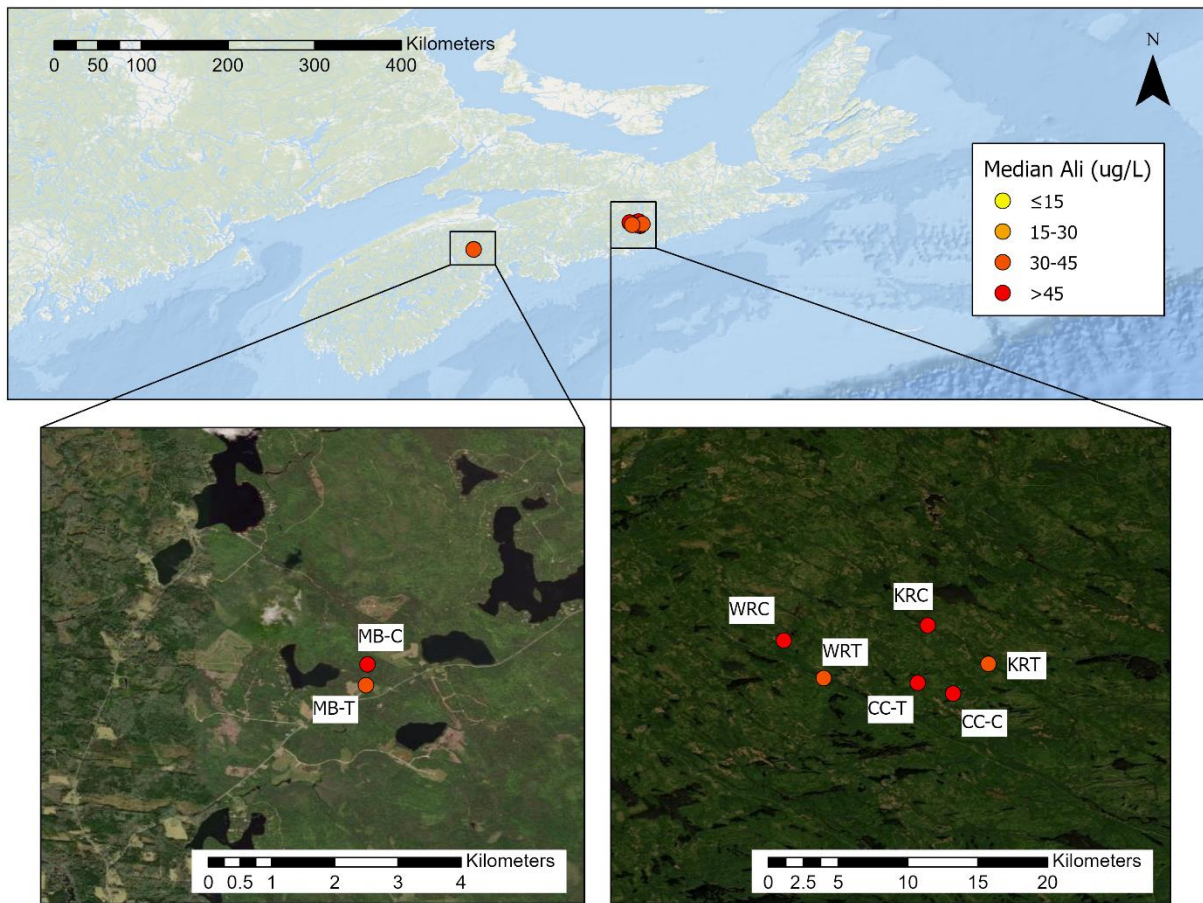 Kilometers
0 50 100 200 300 400
N
Median Ali (ug/L)
≤15
15-30
30-45
>45
MB-C
MB-T
Kilometers
0 0.5 1 2 3 4
KRC
WRC
WRT
KRT
CC-T
CC-C
Kilometers
0 2.5 5 10 15 20